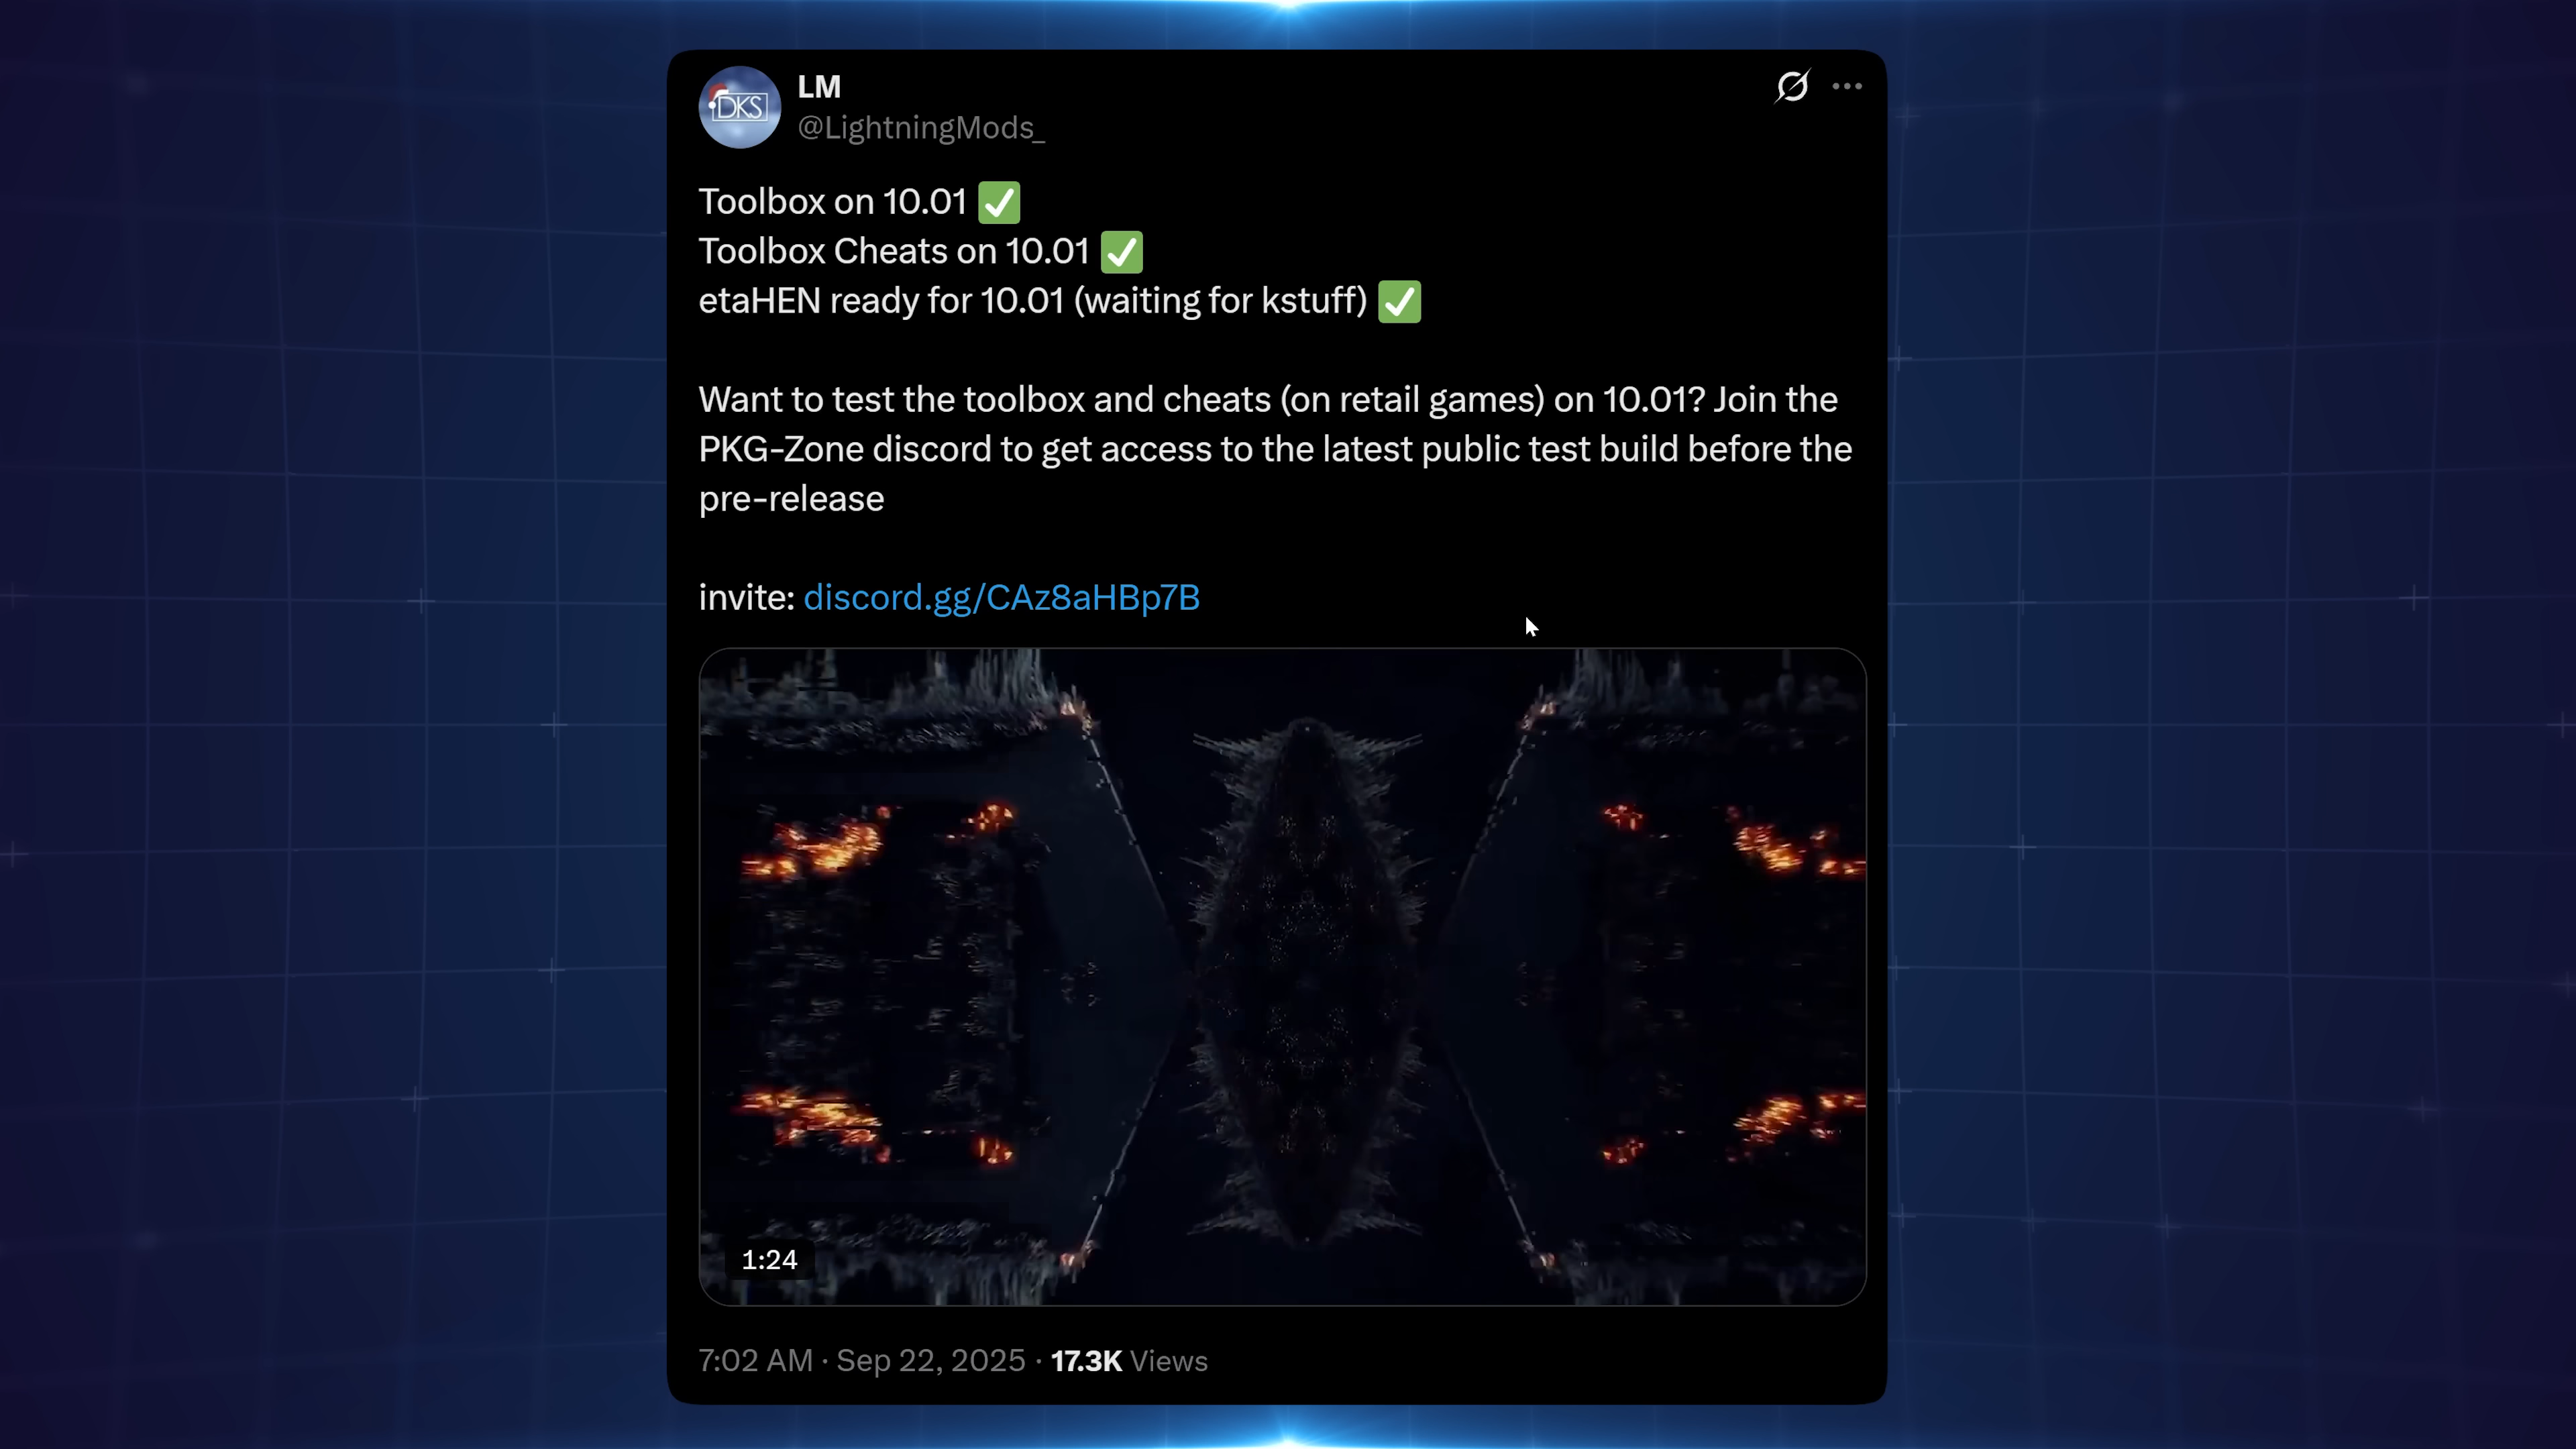 DKS
LM
@LightningMods_
Toolbox on 10.01 ✅
Toolbox Cheats on 10.01 ✅
etaHEN ready for 10.01 (waiting for kstuff) ✅
Want to test the toolbox and cheats (on retail games) on 10.01? Join the
PKG-Zone discord to get access to the latest public test build before the
pre-release
invite: discord.gg/CAz8aHBp7B
1:24
7:02 AM · Sep 22, 2025 · 17.3K Views